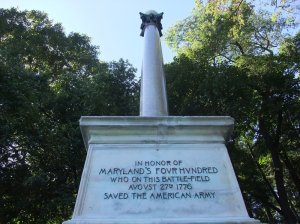 IN HONOR OF
MARYLAND'S FOVR HVNDRED
WHO ON THIS BATTLE-FIELD
AVGVST 27TH 1776
SAVED THE AMERICAN ARMY